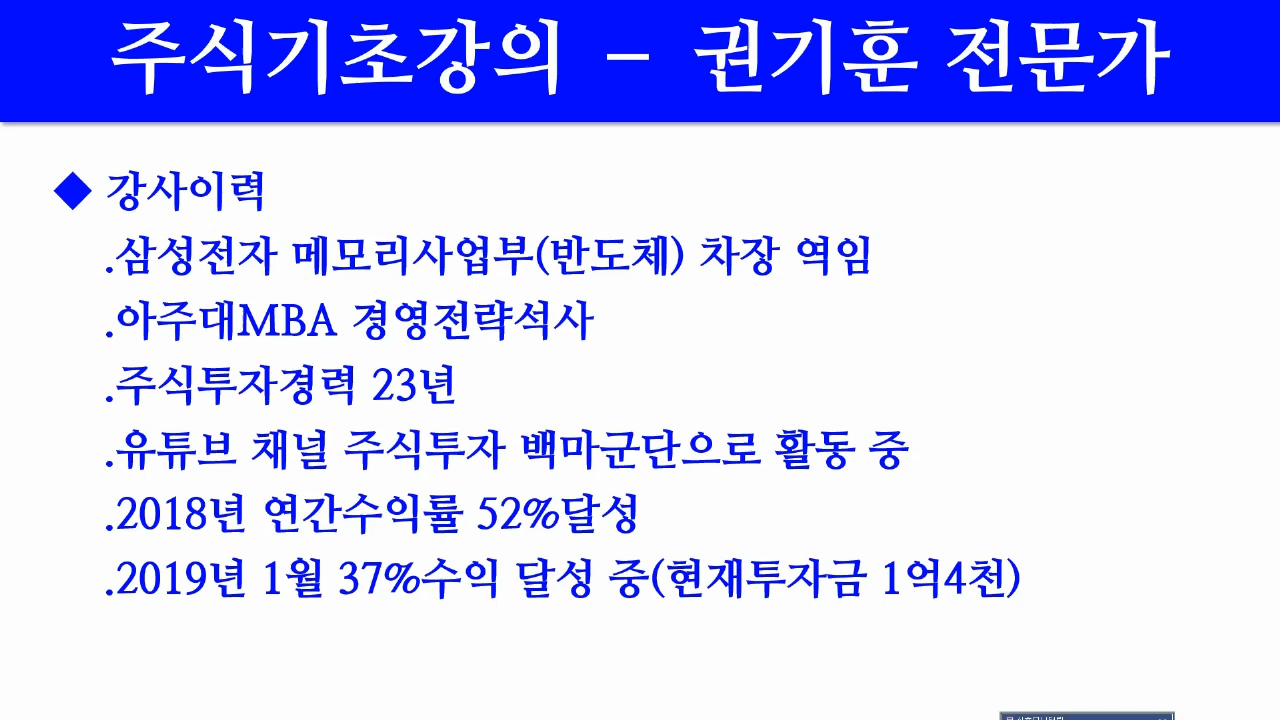 주식기초강의 - 권기훈 전문가
◆ 강사이력
.삼성전자 메모리사업부(반도체) 차장 역임
.아주대MBA 경영전략석사
.주식투자경력 23년
.유튜브 채널 주식투자 백마군단으로 활동 중
.2018년 연간수익률 52%달성
.2019년 1월 37%수익 달성 중(현재투자금 1억4천)